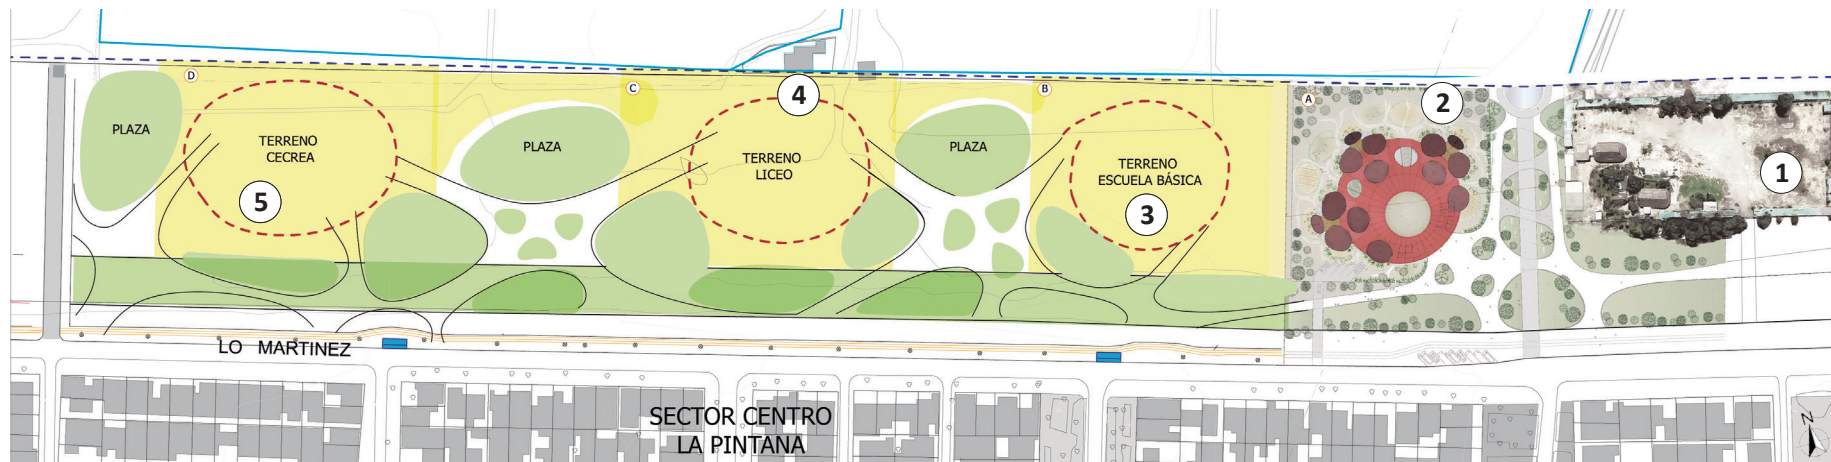 D
C
B
A
4
2
PLAZA
TERRENO
CECREA
PLAZA
TERRENO
LICEO
PLAZA
TERRENO
ESCUELA BÁSICA
1
5
3
LO MARTINEZ
SECTOR CENTRO
LA PINTANA
N